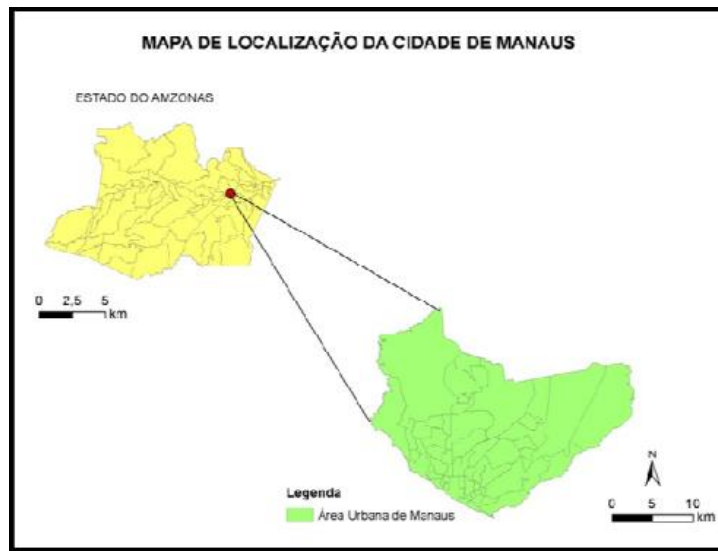 MAPA DE LOCALIZAÇÃO DA CIDADE DE MANAUS
ESTADO DO AMZONAS
0 2,5 5
km
N
Legenda
Área Urbana de Manaus
0 5 10
km